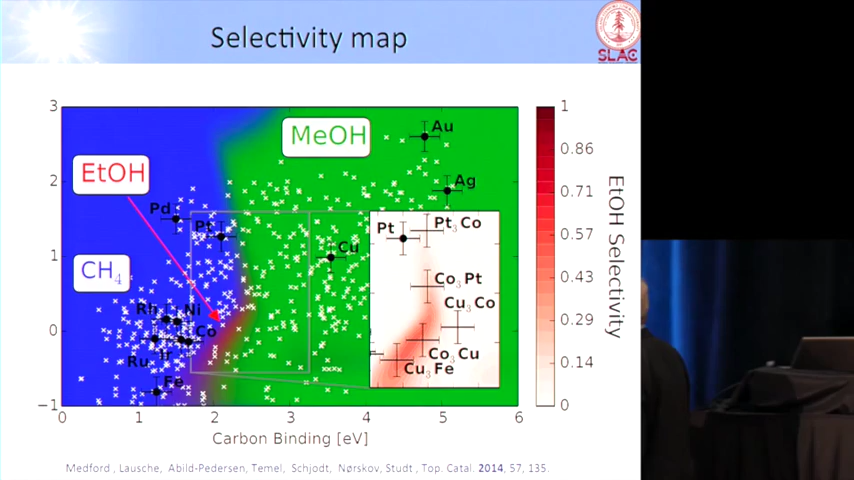 Selectivity map
SLAC
3
2
1
0
−1
0
1
2
3
4
5
6
Carbon Binding [eV]
EtOH
MeOH
CH4
Au
Ag
Pd
Pt
Cu
Rh
Ni
Co
Ru
Ir
Fe
Pt
Pt3Co
Co3Pt
Cu3Co
Co3Cu
Cu3Fe
1
0.86
0.71
0.57
0.43
0.29
0.14
0
EtOH Selectivity
Medford , Lausche, Abild-Pedersen, Temel, Schjodt, Nørskov, Studt , Top. Catal. 2014, 57, 135.